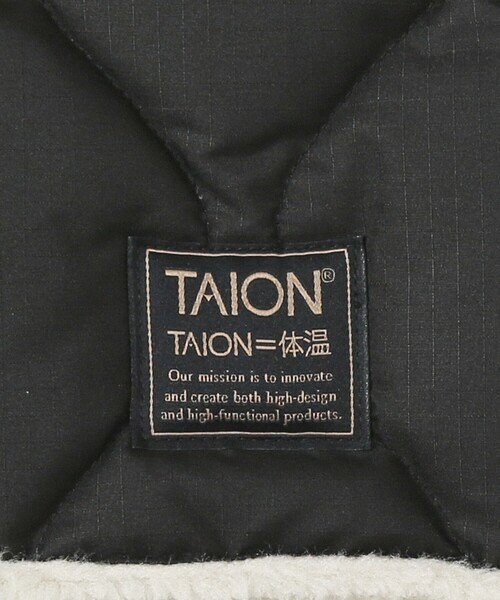 TAION®
TAION=体温
Our mission is to innovate
and create both high-design
and high-functional products.